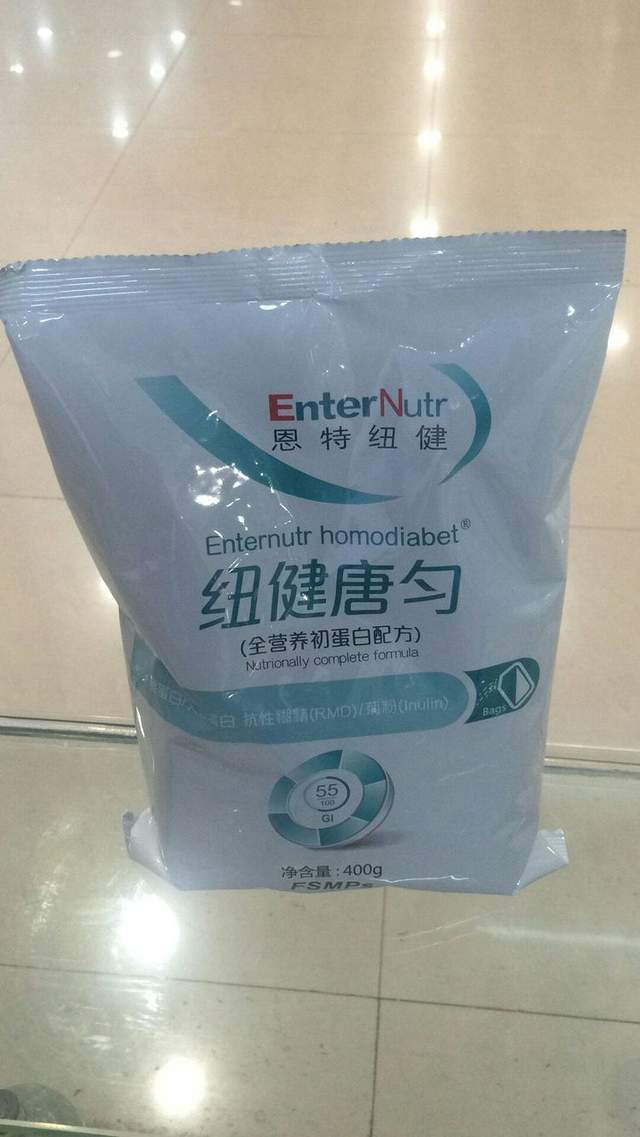 EnterNutr
恩特纽健
Enternutr homodiabet®
纽健唐匀
(全营养初蛋白配方)
Nutrionally complete formula
蛋白 抗性糊精(RMD)/菊粉(Inulin)
Bags
55
100
GI
净含量:400g
FSMPs